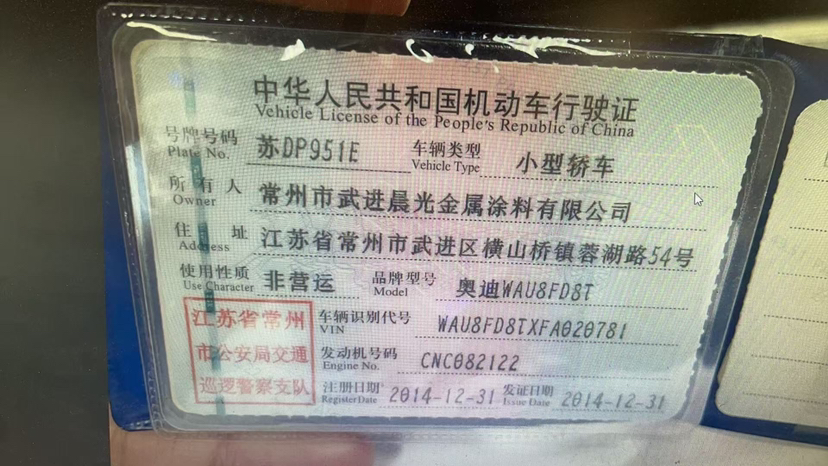 中华人民共和国机动车行驶证
Vehicle License of the People's Republic of China
号牌号码 苏DP951E 车辆类型 小型轿车
Plate No. Vehicle Type
所有人 常州市武进晨光金属涂料有限公司
Owner
住址 江苏省常州市武进区横山桥镇蓉湖路54号
Address
使用性质 非营运 品牌型号 奥迪WAU8FD8T
Use Character Model
江苏省常州
市公安局交通
巡逻警察支队
车辆识别代号 WAU8FD8TXFA020781
VIN
发动机号码 CNC082122
Engine No.
注册日期 2014-12-31 发证日期 2014-12-31
Register Date Issue Date